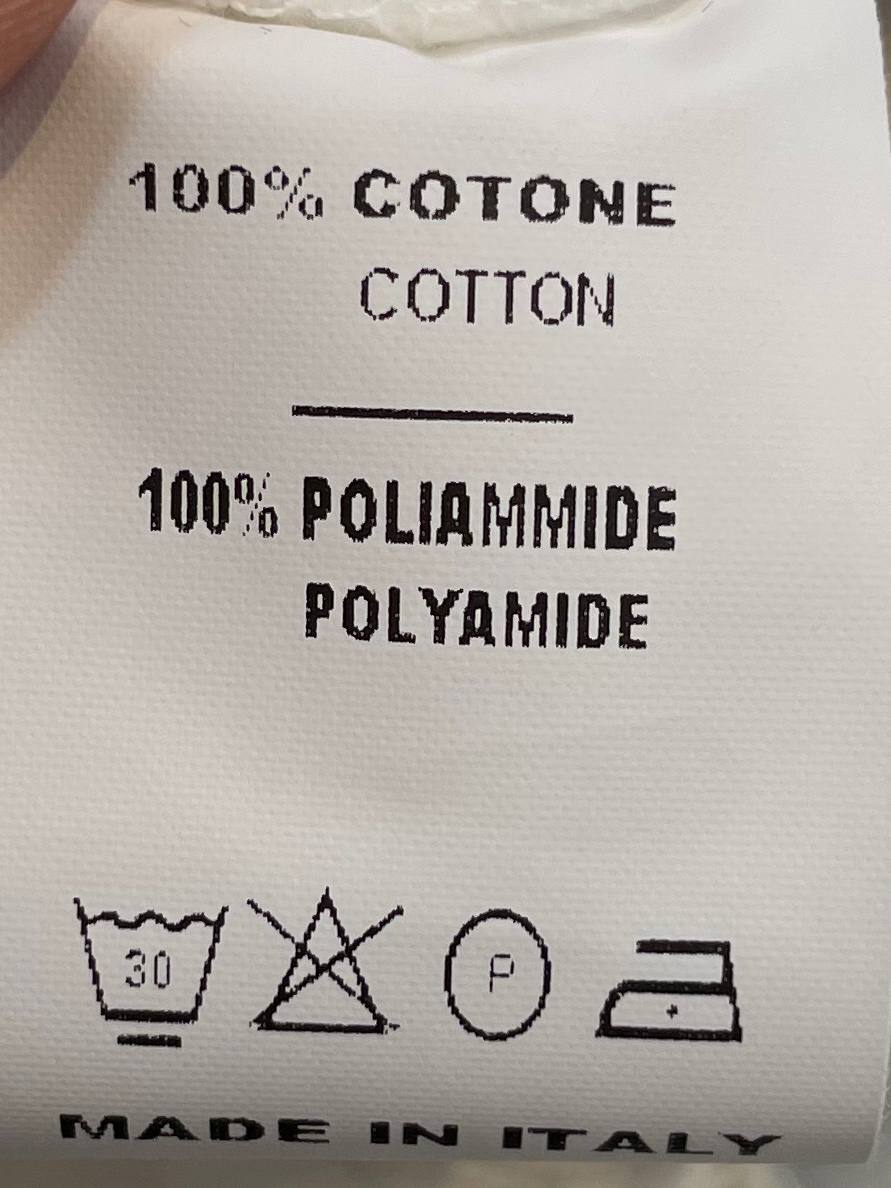 100% COTONE
COTTON
100% POLIAMMIDE
POLYAMIDE
30
P
MADE IN ITALY